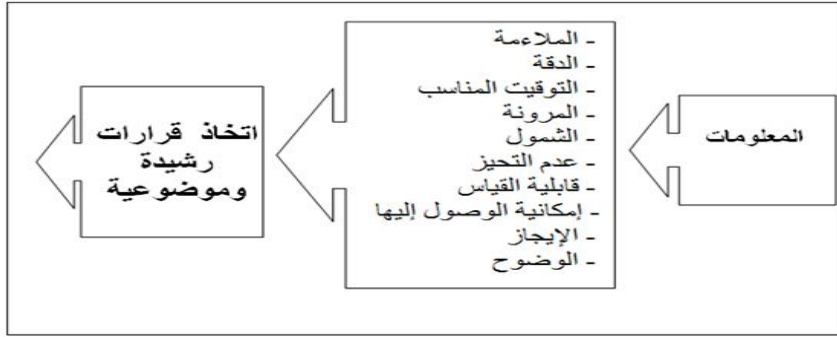 المعلومات
- الملاءمة
- الدقة
- التوقيت المناسب
- المرونة
- الشمول
- عدم التحيز
- قابلية القياس
- إمكانية الوصول إليها
- الإيجاز
- الوضوح
اتخاذ قرارات
رشيدة
وموضوعية